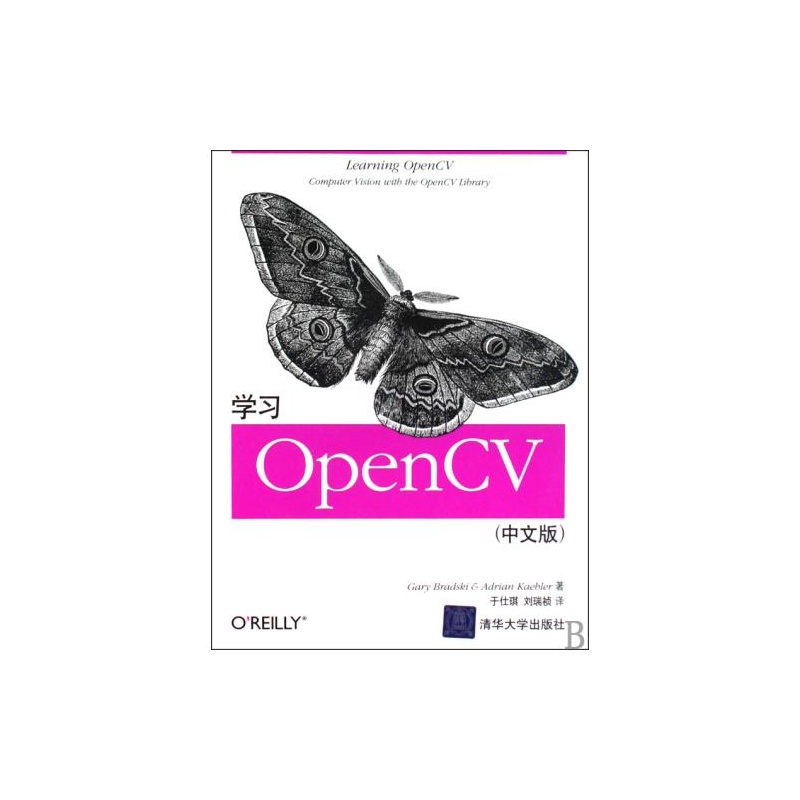 Learning OpenCV
Computer Vision with the OpenCV Library
学习
OpenCV
(中文版)
Gary Bradski & Adrian Kaehler 著
于仕琪 刘瑞祯 译
O'REILLY®
清华大学出版社
B